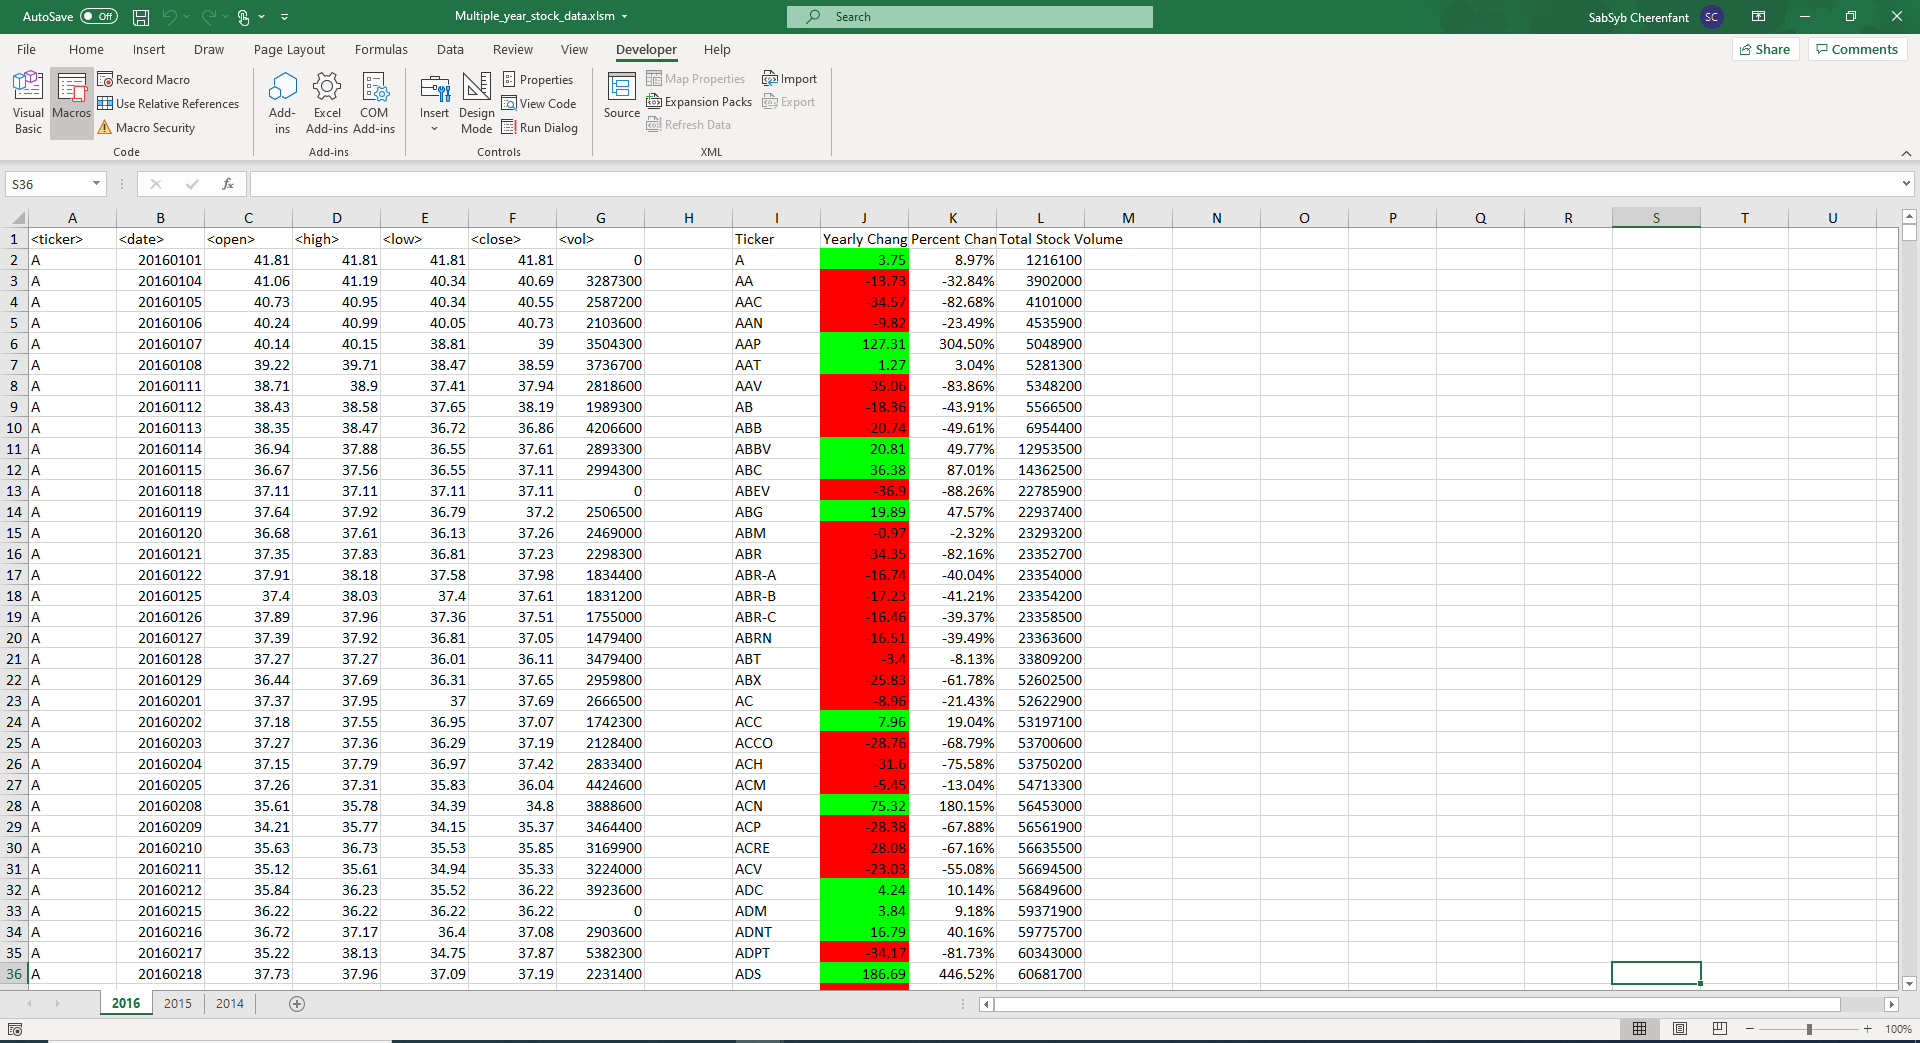 AutoSave Off Multiple_year_stock_data.xlsm Search SabSyb Cherenfant SC
File Home Insert Draw Page Layout Formulas Data Review View Developer Help Share Comments
Visual Basic
Macros
Record Macro
Use Relative References
Macro Security
Code
Add-ins
Excel Add-ins
COM Add-ins
Add-ins
Insert
Design Mode
Properties
View Code
Run Dialog
Controls
Source
Map Properties
Expansion Packs
Refresh Data
Import
Export
XML
S36 fx
A B C D E F G H I J K L M N O P Q R S T U
1 <ticker> <date> <open> <high> <low> <close> <vol> Ticker Yearly Chang Percent Chan Total Stock Volume
2 A 20160101 41.81 41.81 41.81 41.81 0 A 3.75 8.97% 1216100
3 A 20160104 41.06 41.19 40.34 40.69 3287300 AA -13.73 -32.84% 3902000
4 A 20160105 40.73 40.95 40.34 40.55 2587200 AAC -34.57 -82.68% 4101000
5 A 20160106 40.24 40.99 40.05 40.73 2103600 AAN -9.82 -23.49% 4535900
6 A 20160107 40.14 40.15 38.81 39 3504300 AAP 127.31 304.50% 5048900
7 A 20160108 39.22 39.71 38.47 38.59 3736700 AAT 1.27 3.04% 5281300
8 A 20160111 38.71 38.9 37.41 37.94 2818600 AAV -35.06 -83.86% 5348200
9 A 20160112 38.43 38.58 37.65 38.19 1989300 AB -18.36 -43.91% 5566500
10 A 20160113 38.35 38.47 36.72 36.86 4206600 ABB -20.74 -49.61% 6954400
11 A 20160114 36.94 37.88 36.55 37.61 2893300 ABBV 20.81 49.77% 12953500
12 A 20160115 36.67 37.56 36.55 37.11 2994300 ABC 36.38 87.01% 14362500
13 A 20160118 37.11 37.11 37.11 37.11 0 ABEV -36.9 -88.26% 22785900
14 A 20160119 37.64 37.92 36.79 37.2 2506500 ABG 19.89 47.57% 22937400
15 A 20160120 36.68 37.61 36.13 37.26 2469000 ABM -0.97 -2.32% 23293200
16 A 20160121 37.35 37.83 36.81 37.23 2298300 ABR -34.35 -82.16% 23352700
17 A 20160122 37.91 38.18 37.58 37.98 1834400 ABR-A -16.74 -40.04% 23354000
18 A 20160125 37.4 38.03 37.4 37.61 1831200 ABR-B -17.23 -41.21% 23354200
19 A 20160126 37.89 37.96 37.36 37.51 1755000 ABR-C -16.46 -39.37% 23358500
20 A 20160127 37.39 37.92 36.81 37.05 1479400 ABRN -16.51 -39.49% 23363600
21 A 20160128 37.27 37.27 36.01 36.11 3479400 ABT -3.4 -8.13% 33809200
22 A 20160129 36.44 37.69 36.31 37.65 2959800 ABX -25.83 -61.78% 52602500
23 A 20160201 37.37 37.95 37 37.69 2666500 AC -8.96 -21.43% 52622900
24 A 20160202 37.18 37.55 36.95 37.07 1742300 ACC 7.96 19.04% 53197100
25 A 20160203 37.27 37.36 36.29 37.19 2128400 ACCO -28.76 -68.79% 53700600
26 A 20160204 37.15 37.79 36.97 37.42 2833400 ACH -31.6 -75.58% 53750200
27 A 20160205 37.26 37.31 35.83 36.04 4424600 ACM -5.45 -13.04% 54713300
28 A 20160208 35.61 35.78 34.39 34.8 3888600 ACN 75.32 180.15% 56453000
29 A 20160209 34.21 35.77 34.15 35.37 3464400 ACP -28.38 -67.88% 56561900
30 A 20160210 35.63 36.73 35.53 35.85 3169900 ACRE -28.08 -67.16% 56635500
31 A 20160211 35.12 35.61 34.94 35.33 3224000 ACV -23.03 -55.08% 56694500
32 A 20160212 35.84 36.23 35.52 36.22 3923600 ADC 4.24 10.14% 56849600
33 A 20160215 36.22 36.22 36.22 36.22 0 ADM 3.84 9.18% 59371900
34 A 20160216 36.72 37.17 36.4 37.08 2903600 ADNT 16.79 40.16% 59775700
35 A 20160217 35.22 38.13 34.75 37.87 5382300 ADPT -34.17 -81.73% 60343000
36 A 20160218 37.73 37.96 37.09 37.19 2231400 ADS 186.69 446.52% 60681700
2016 2015 2014
100%